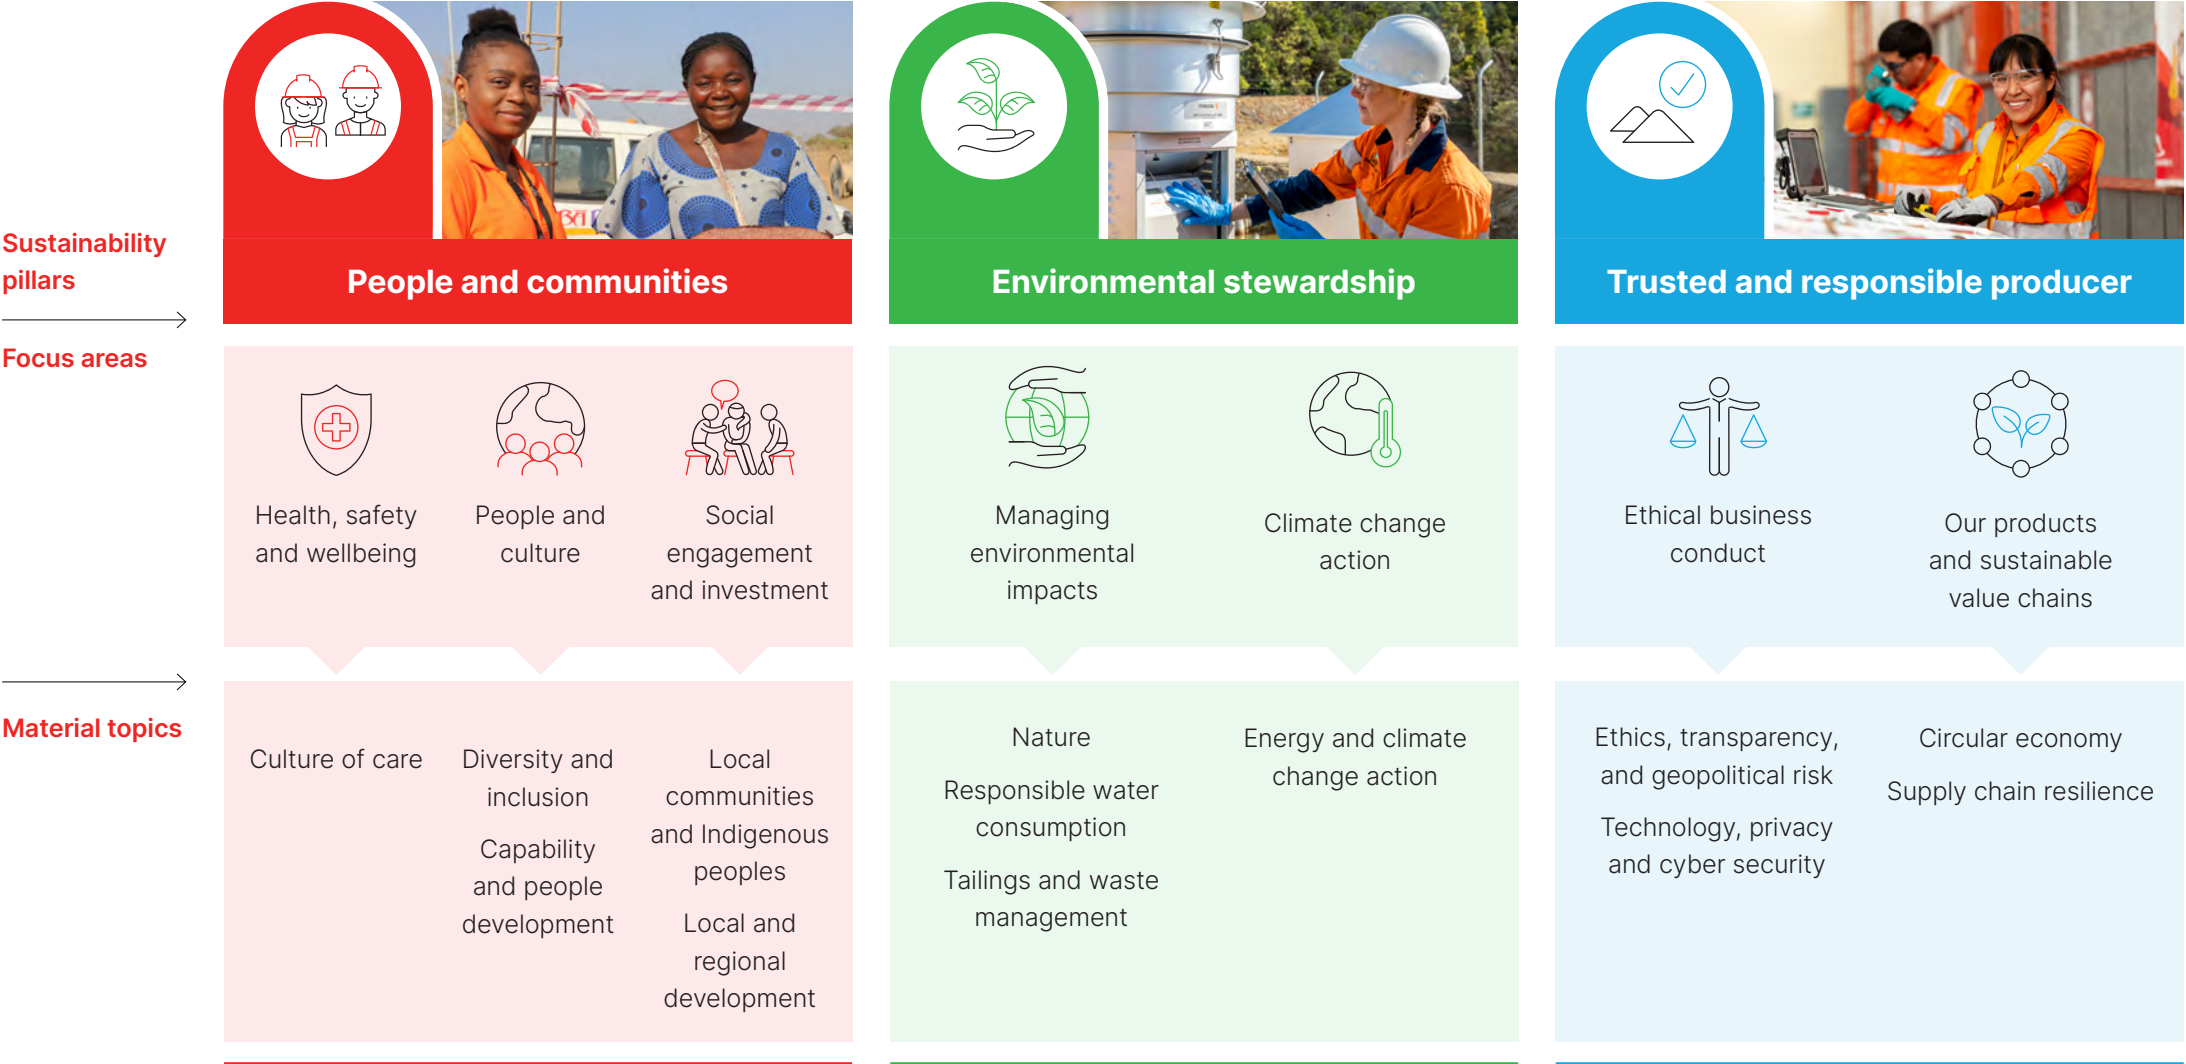 Sustainability
pillars
People and communities
Environmental stewardship
Trusted and responsible producer
Focus areas
Health, safety
and wellbeing
People and
culture
Social
engagement
and investment
Managing
environmental
impacts
Climate change
action
Ethical business
conduct
Our products
and sustainable
value chains
Material topics
Culture of care
Diversity and
inclusion
Capability
and people
development
Local
communities
and Indigenous
peoples
Local and
regional
development
Nature
Responsible water
consumption
Tailings and waste
management
Energy and climate
change action
Ethics, transparency,
and geopolitical risk
Technology, privacy
and cyber security
Circular economy
Supply chain resilience